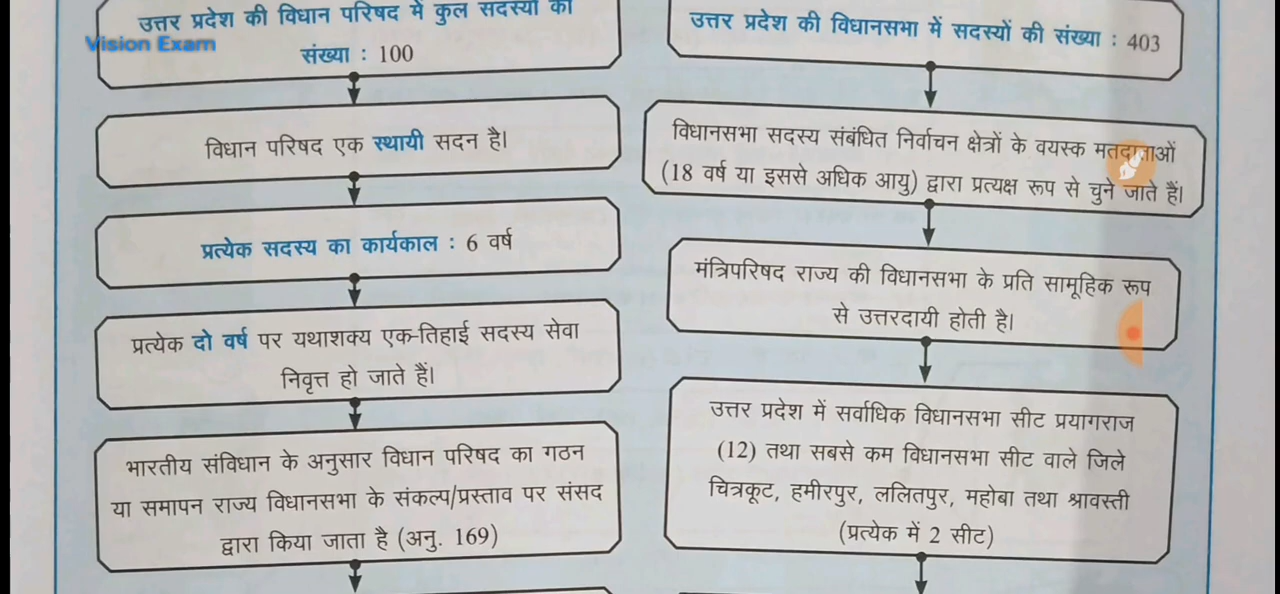 उत्तर प्रदेश की विधान परिषद में कुल सदस्यों की
Vision Exam
संख्या : 100
विधान परिषद एक स्थायी सदन है।
प्रत्येक सदस्य का कार्यकाल : 6 वर्ष
प्रत्येक दो वर्ष पर यथाशक्य एक-तिहाई सदस्य सेवा
निवृत्त हो जाते हैं।
भारतीय संविधान के अनुसार विधान परिषद का गठन
या समापन राज्य विधानसभा के संकल्प/प्रस्ताव पर संसद
द्वारा किया जाता है (अनु. 169)
उत्तर प्रदेश की विधानसभा में सदस्यों की संख्या : 403
विधानसभा सदस्य संबंधित निर्वाचन क्षेत्रों के वयस्क मतदाताओं
(18 वर्ष या इससे अधिक आयु) द्वारा प्रत्यक्ष रूप से चुने जाते हैं।
मंत्रिपरिषद राज्य की विधानसभा के प्रति सामूहिक रूप
से उत्तरदायी होती है।
उत्तर प्रदेश में सर्वाधिक विधानसभा सीट प्रयागराज
(12) तथा सबसे कम विधानसभा सीट वाले जिले
चित्रकूट, हमीरपुर, ललितपुर, महोबा तथा श्रावस्ती
(प्रत्येक में 2 सीट)